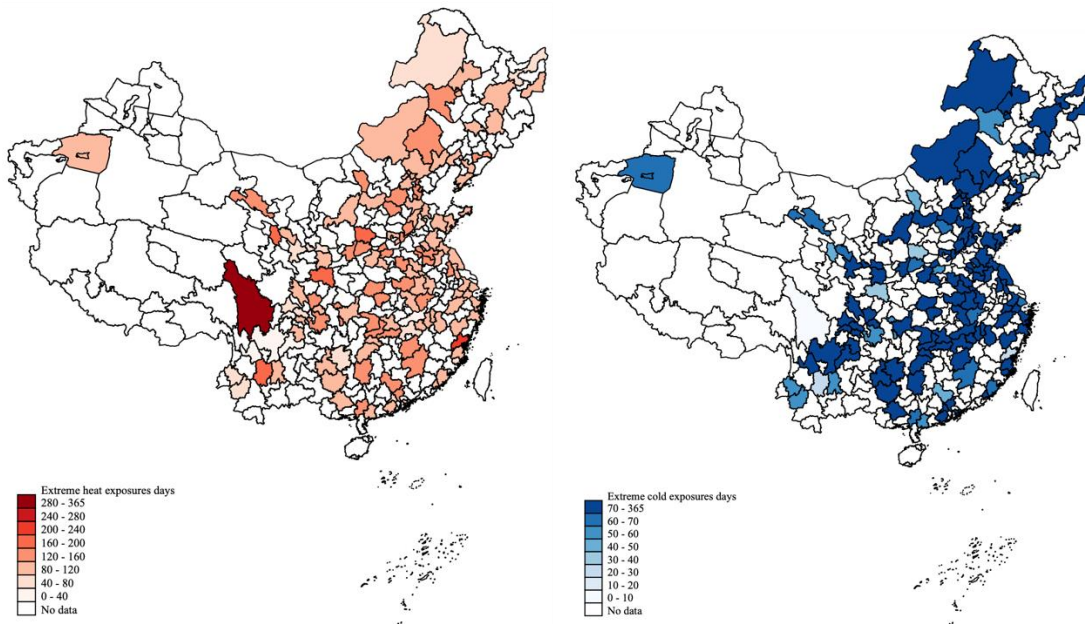 Extreme heat exposures days
280 - 365
240 - 280
200 - 240
160 - 200
120 - 160
80 - 120
40 - 80
0 - 40
No data
Extreme cold exposures days
70 - 365
60 - 70
50 - 60
40 - 50
30 - 40
20 - 30
10 - 20
0 - 10
No data